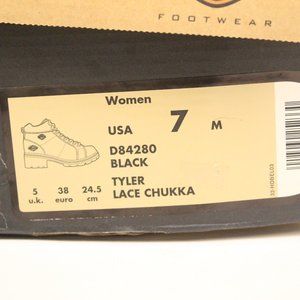 FOOTWEAR
Women
USA 7 M
D84280
BLACK
TYLER
LACE CHUKKA
5 38 24.5
u.k. euro cm